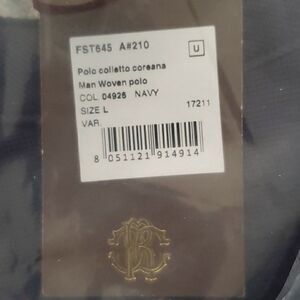 FST645 A#210
U
Polo colletto coreana
Man Woven polo
COL 04926 NAVY
SIZE L 17211
VAR.
8 051121 914914